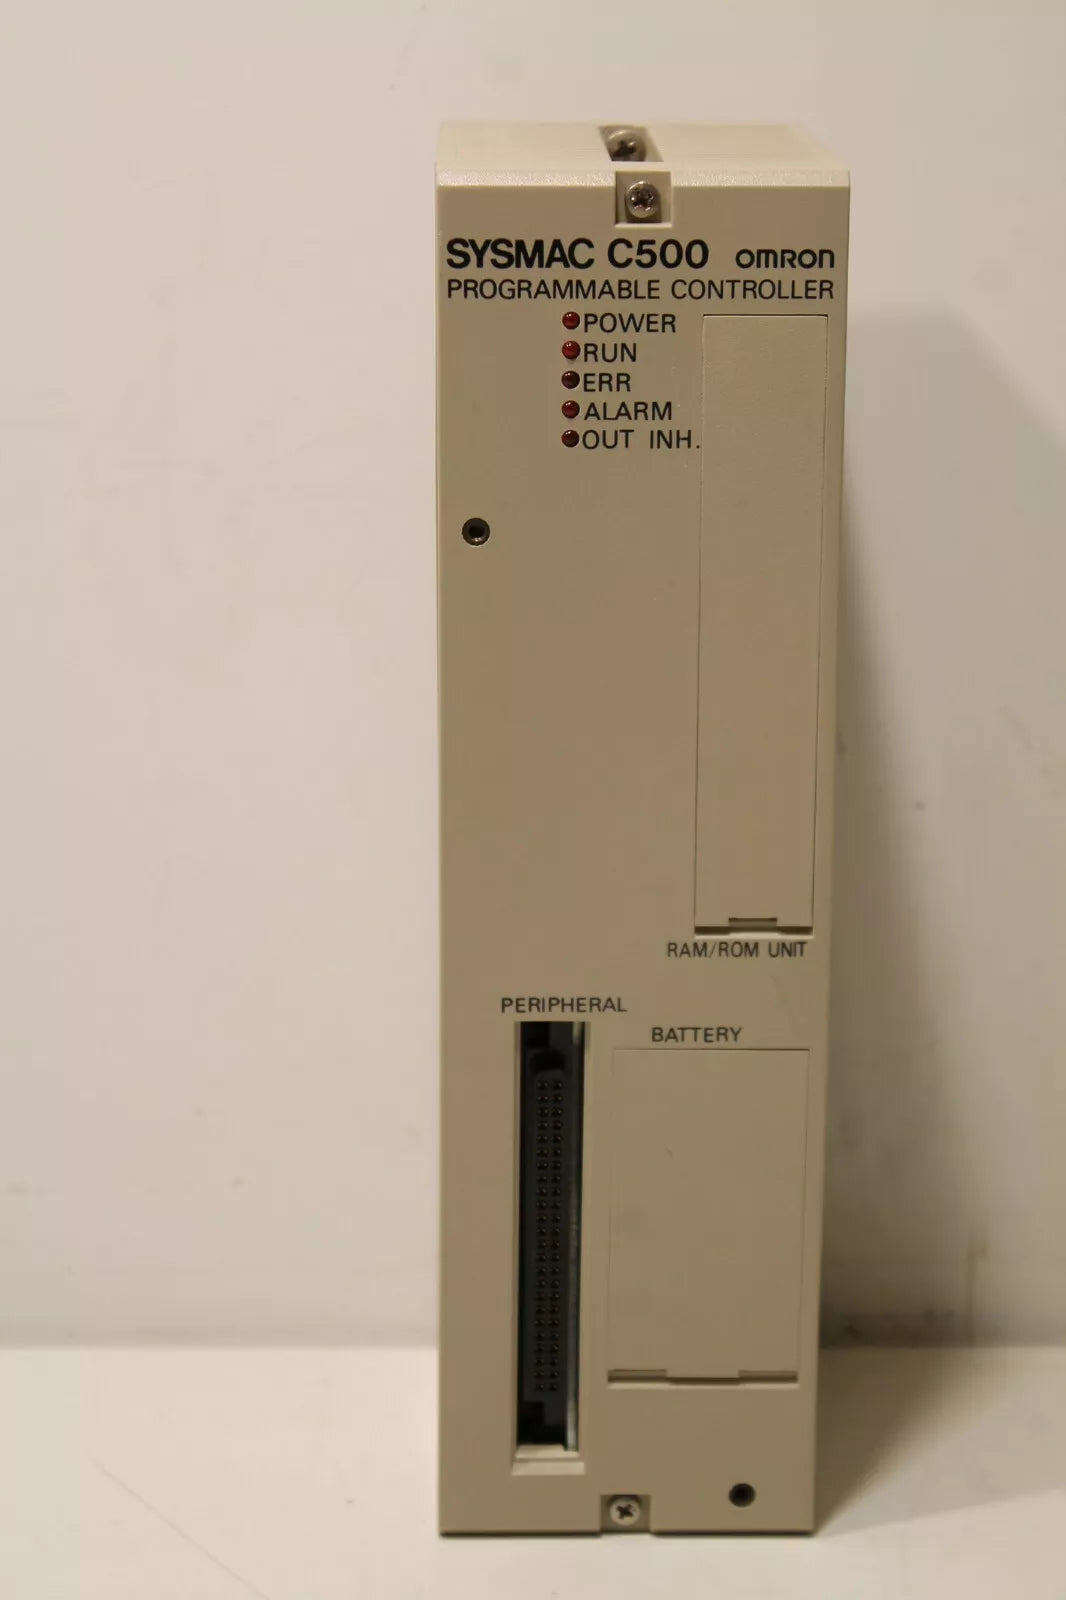 SYSMAC C500 omron
PROGRAMMABLE CONTROLLER
POWER
RUN
ERR
ALARM
OUT INH.
RAM/ROM UNIT
PERIPHERAL
BATTERY